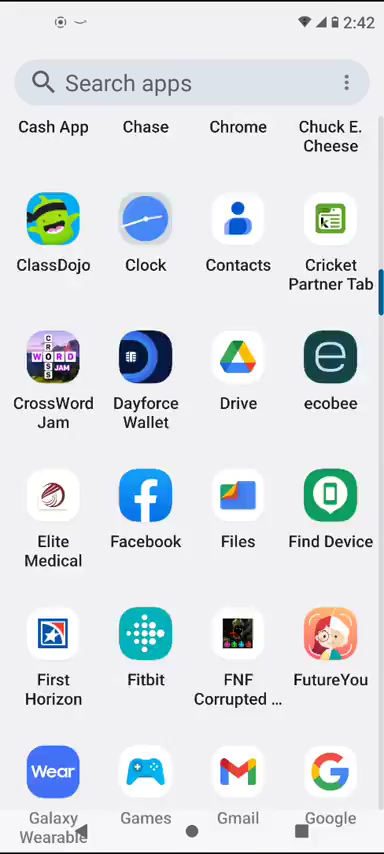 2:42
Search apps
Cash App Chase Chrome Chuck E.
Cheese
ClassDojo Clock Contacts Cricket
Partner Tab
CROSS
WORD
JAM
CrossWord Dayforce Drive ecobee
Jam Wallet
Elite Facebook Files Find Device
Medical
First Fitbit FNF FutureYou
Horizon Corrupted ...
Wear
Galaxy Games Gmail Google
Wearable